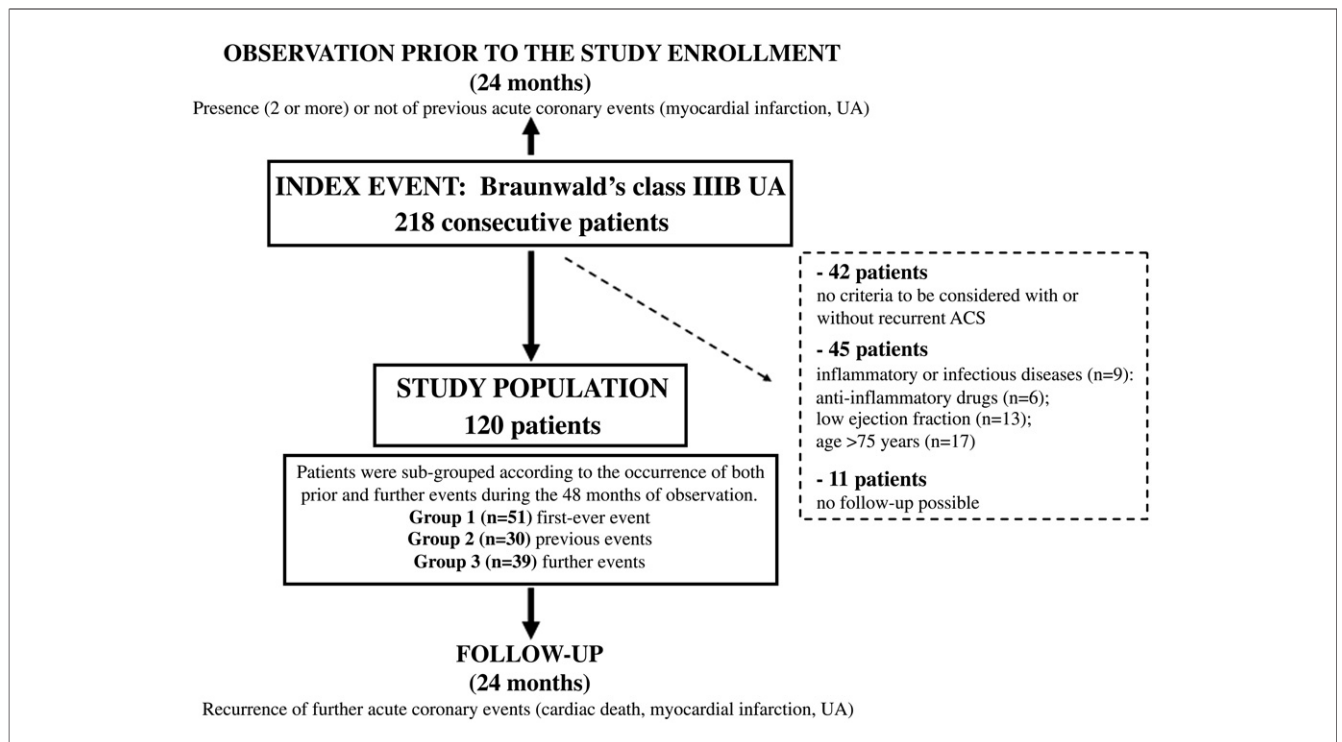 OBSERVATION PRIOR TO THE STUDY ENROLLMENT
(24 months)
Presence (2 or more) or not of previous acute coronary events (myocardial infarction, UA)
INDEX EVENT: Braunwald's class IIIB UA
218 consecutive patients
- 42 patients
no criteria to be considered with or
without recurrent ACS
- 45 patients
inflammatory or infectious diseases (n=9):
anti-inflammatory drugs (n=6);
low ejection fraction (n=13);
age >75 years (n=17)
- 11 patients
no follow-up possible
STUDY POPULATION
120 patients
Patients were sub-grouped according to the occurrence of both
prior and further events during the 48 months of observation.
Group 1 (n=51) first-ever event
Group 2 (n=30) previous events
Group 3 (n=39) further events
FOLLOW-UP
(24 months)
Recurrence of further acute coronary events (cardiac death, myocardial infarction, UA)